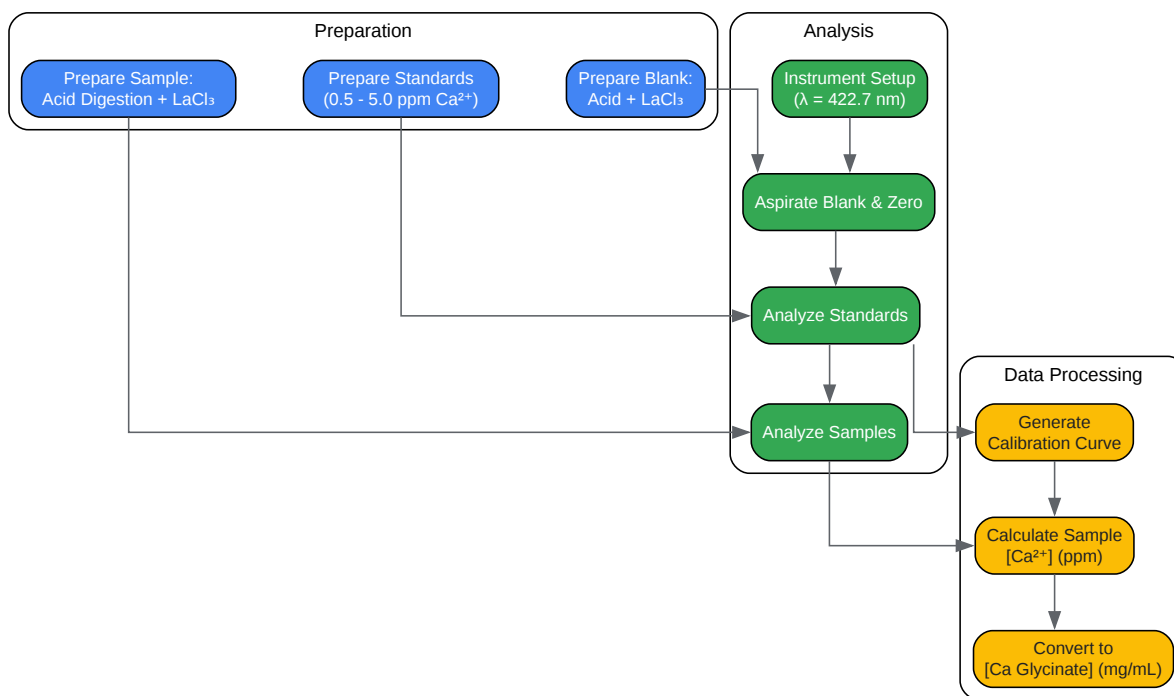 Preparation
Prepare Sample:
Acid Digestion + LaCl₃
Prepare Standards
(0.5 - 5.0 ppm Ca²⁺)
Prepare Blank:
Acid + LaCl₃
Analysis
Instrument Setup
(λ = 422.7 nm)
Aspirate Blank & Zero
Analyze Standards
Analyze Samples
Data Processing
Generate
Calibration Curve
Calculate Sample
[Ca²⁺] (ppm)
Convert to
[Ca Glycinate] (mg/mL)